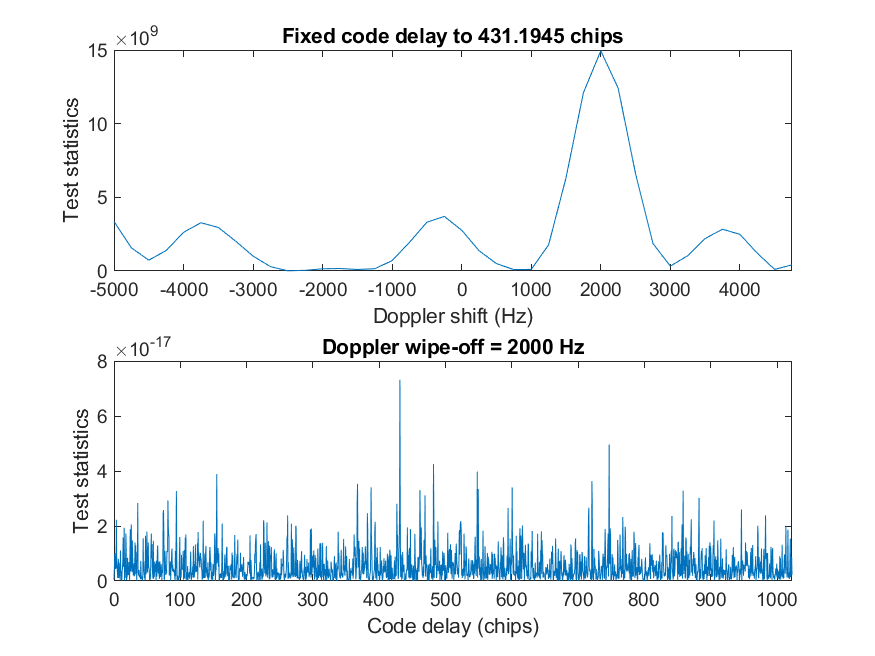 Fixed code delay to 431.1945 chips
×10^9
15
10
5
0
Test statistics
-5000 -4000 -3000 -2000 -1000 0 1000 2000 3000 4000
Doppler shift (Hz)
Doppler wipe-off = 2000 Hz
×10^-17
8
6
4
2
0
Test statistics
0 100 200 300 400 500 600 700 800 900 1000
Code delay (chips)